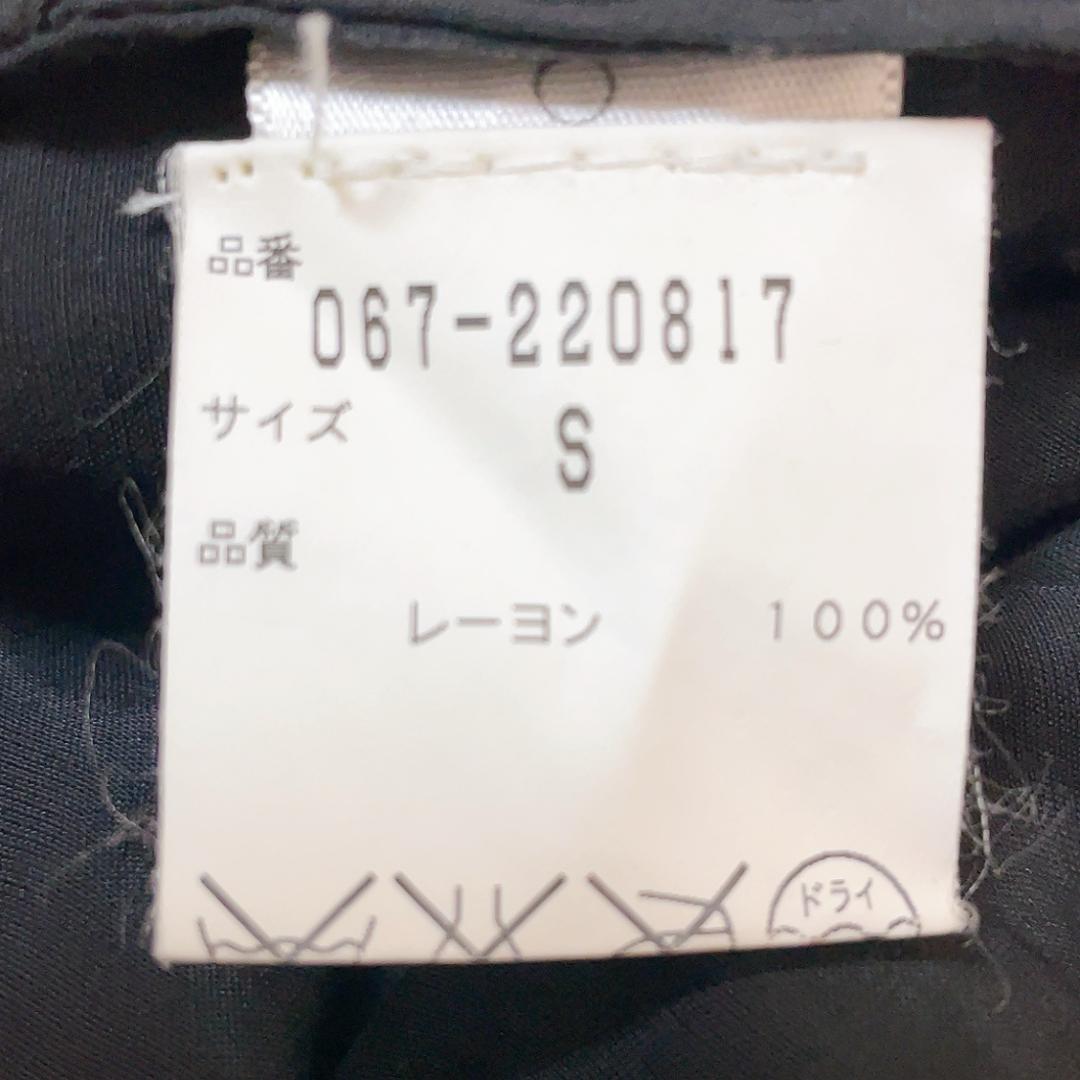 品番
067-220817
サイズ
S
品質
レーヨン 100%
ドライ